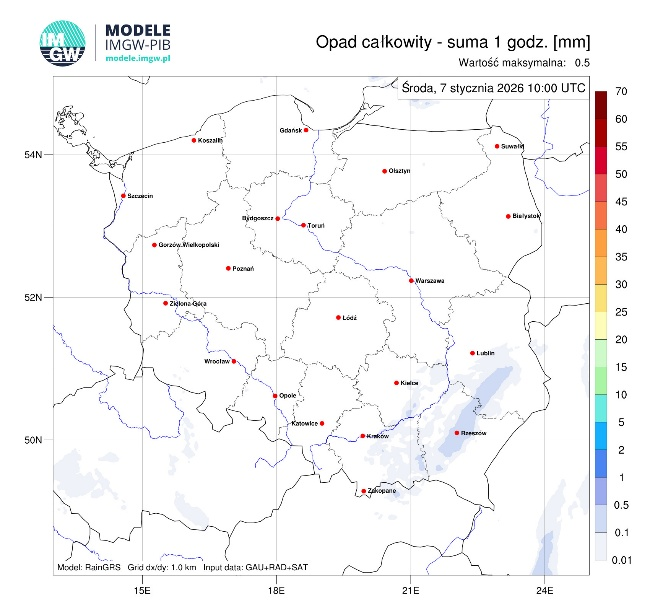 IM
GW
MODELE
IMGW-PIB
modele.imgw.pl
Opad całkowity - suma 1 godz. [mm]
Wartość maksymalna: 0.5
Środa, 7 stycznia 2026 10:00 UTC
70
60
55
50
45
40
35
30
25
20
15
10
5
2
1
0.5
0.1
0.01
54N
52N
50N
Gdańsk
Koszalin
Suwałki
Olsztyn
Szczecin
Białystok
Bydgoszcz
Toruń
Gorzów Wielkopolski
Poznań
Warszawa
Zielona Góra
Łódź
Lublin
Wrocław
Kielce
Opole
Katowice
Kraków
Rzeszów
Zakopane
Model: RainGRS Grid dx/dy: 1.0 km Input data: GAU+RAD+SAT
15E
18E
21E
24E